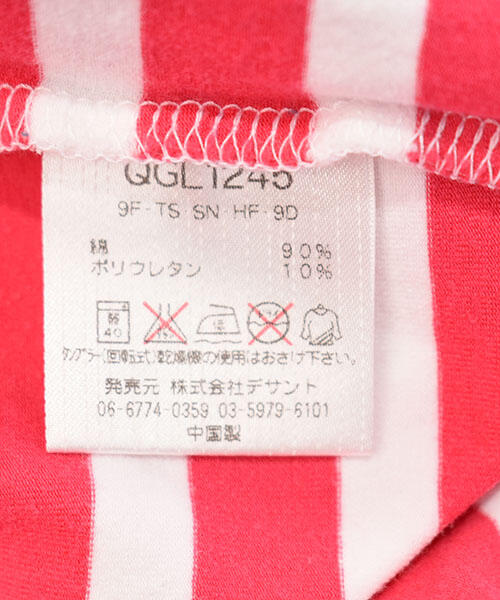 QGL1245
9F-TS-SN-HF-9D
綿 90%
ポリウレタン 10%
弱
40
タンブラー(回転式)乾燥機の使用はおさけ下さい。
発売元 株式会社デサント
06-6774-0359 03-5979-6101
中国製